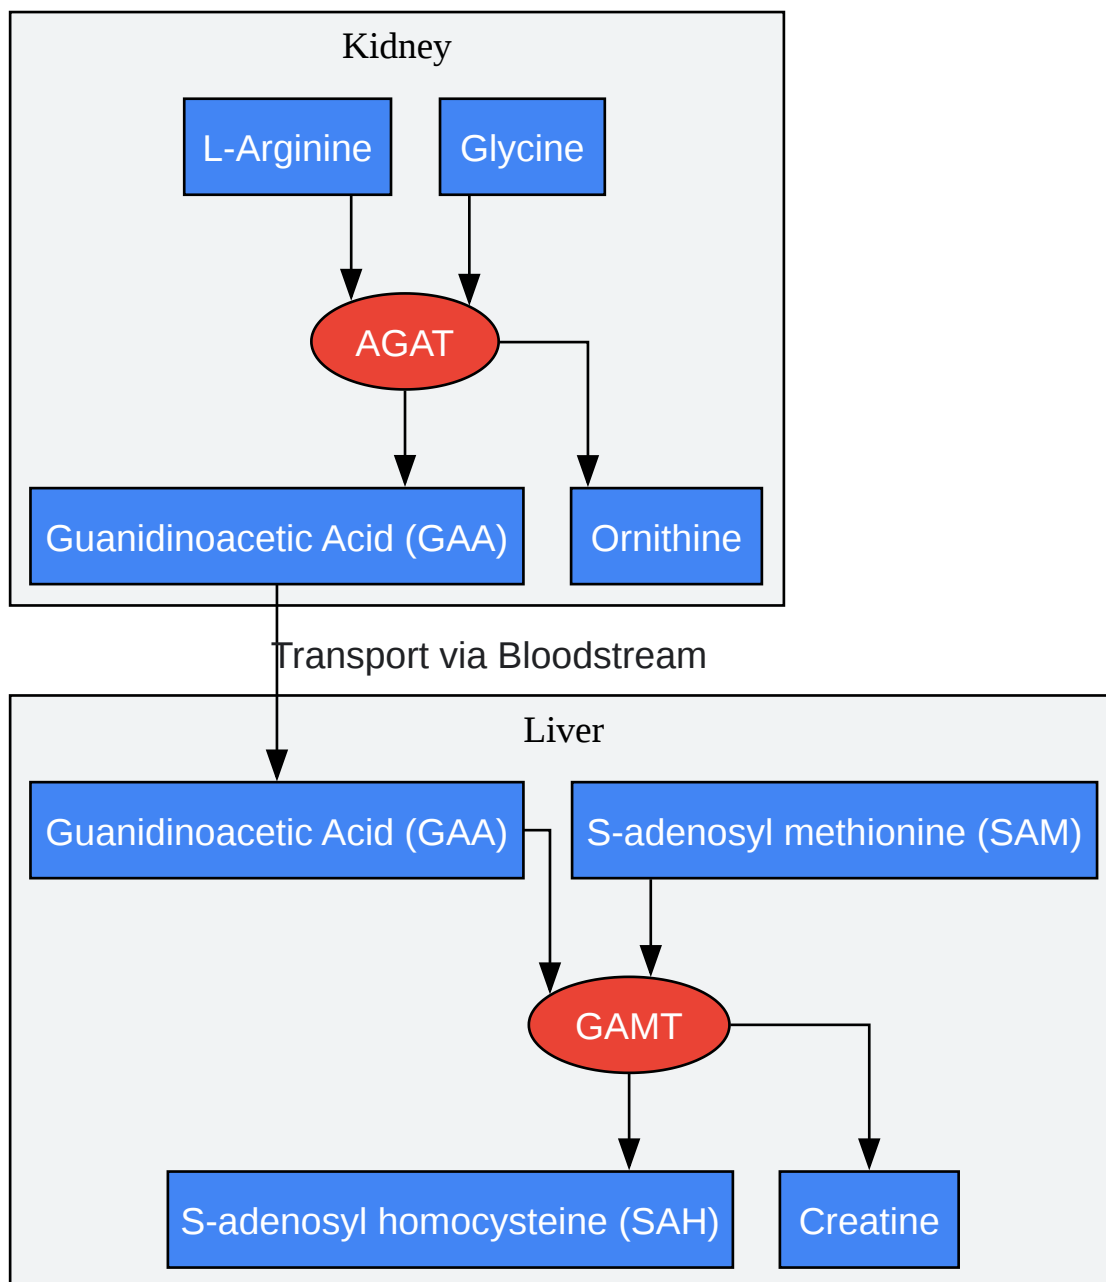 Kidney
L-Arginine
Glycine
AGAT
Guanidinoacetic Acid (GAA)
Ornithine
Transport via Bloodstream
Liver
Guanidinoacetic Acid (GAA)
S-adenosyl methionine (SAM)
GAMT
S-adenosyl homocysteine (SAH)
Creatine